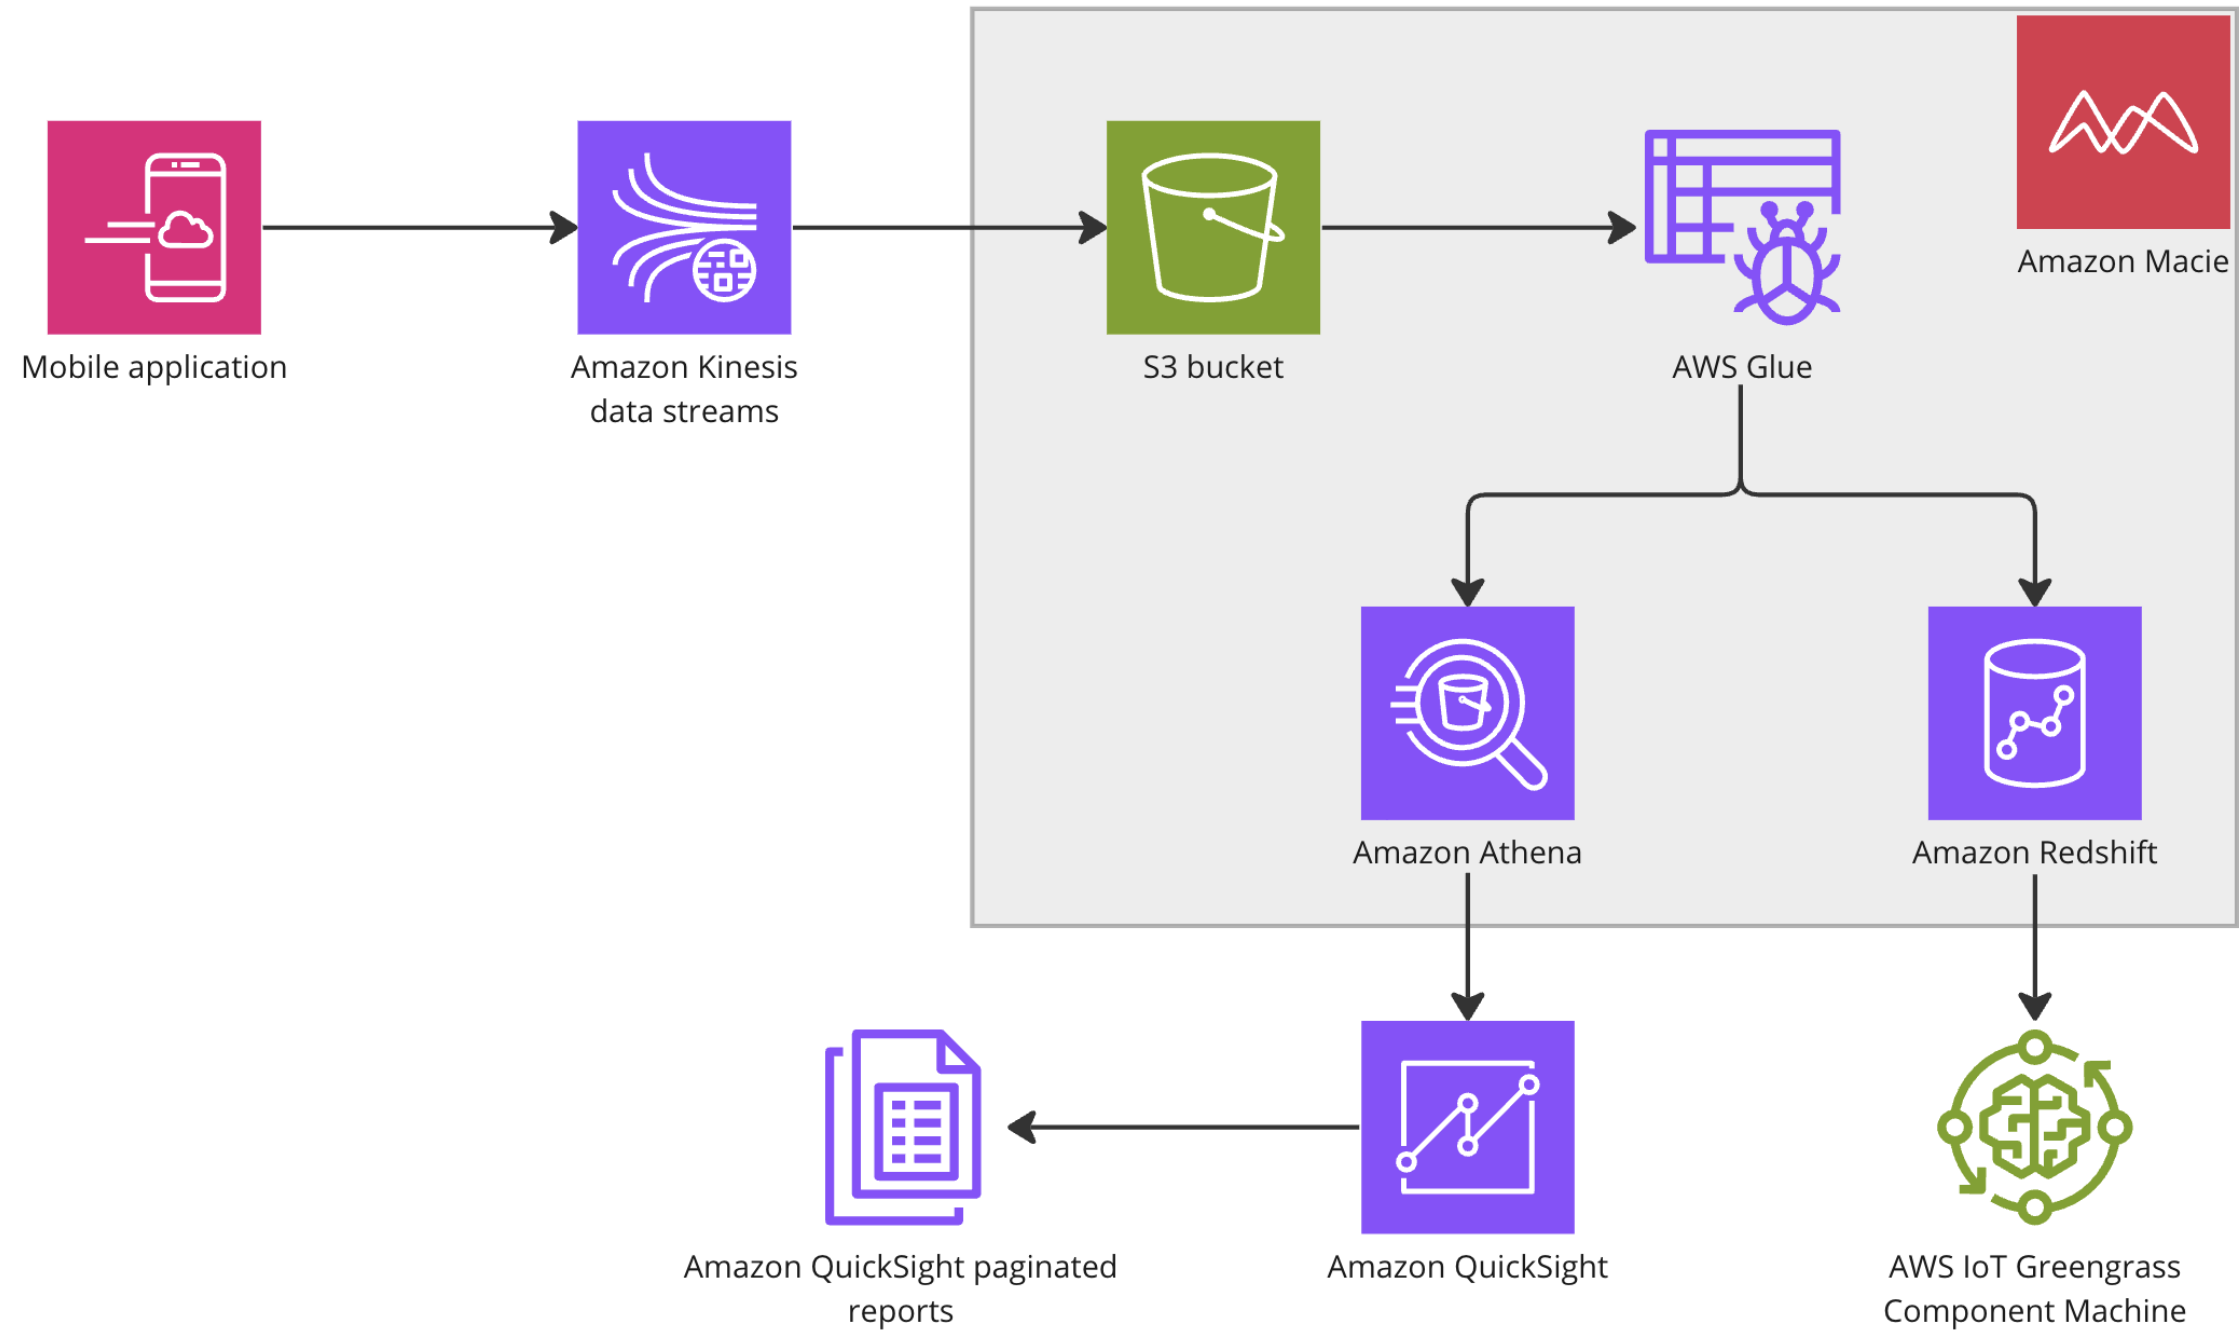 Amazon Macie
Mobile application
Amazon Kinesis
data streams
S3 bucket
AWS Glue
Amazon Athena
Amazon Redshift
Amazon QuickSight paginated
reports
Amazon QuickSight
AWS IoT Greengrass
Component Machine